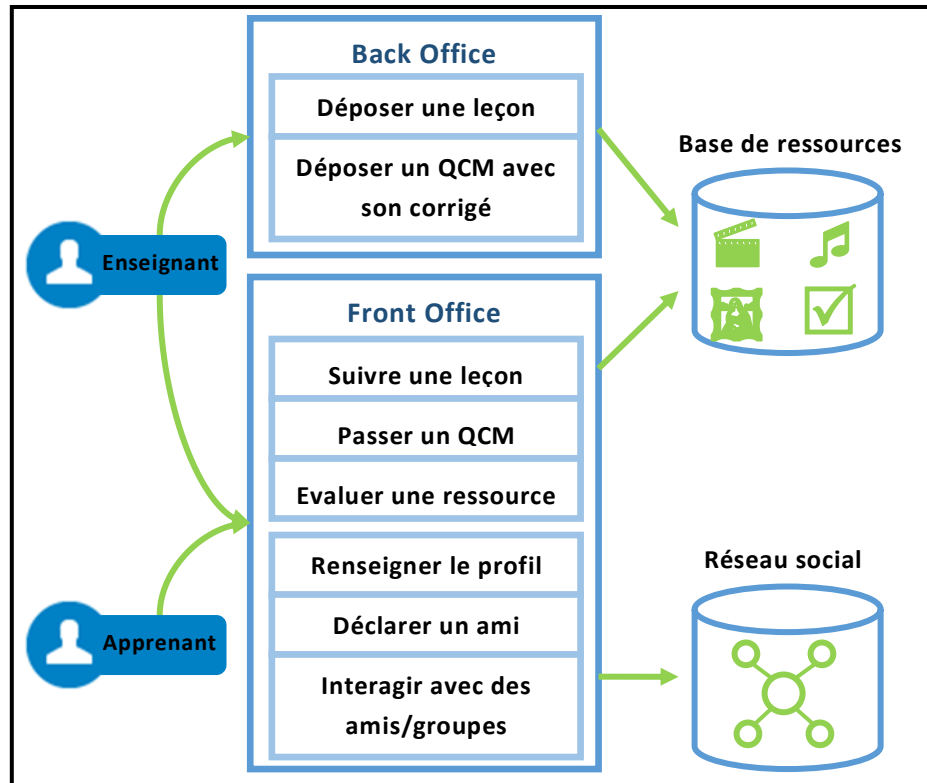 Back Office
Déposer une leçon
Déposer un QCM avec
son corrigé
Base de ressources
Enseignant
Front Office
Suivre une leçon
Passer un QCM
Evaluer une ressource
Renseigner le profil
Déclarer un ami
Interagir avec des
amis/groupes
Réseau social
Apprenant